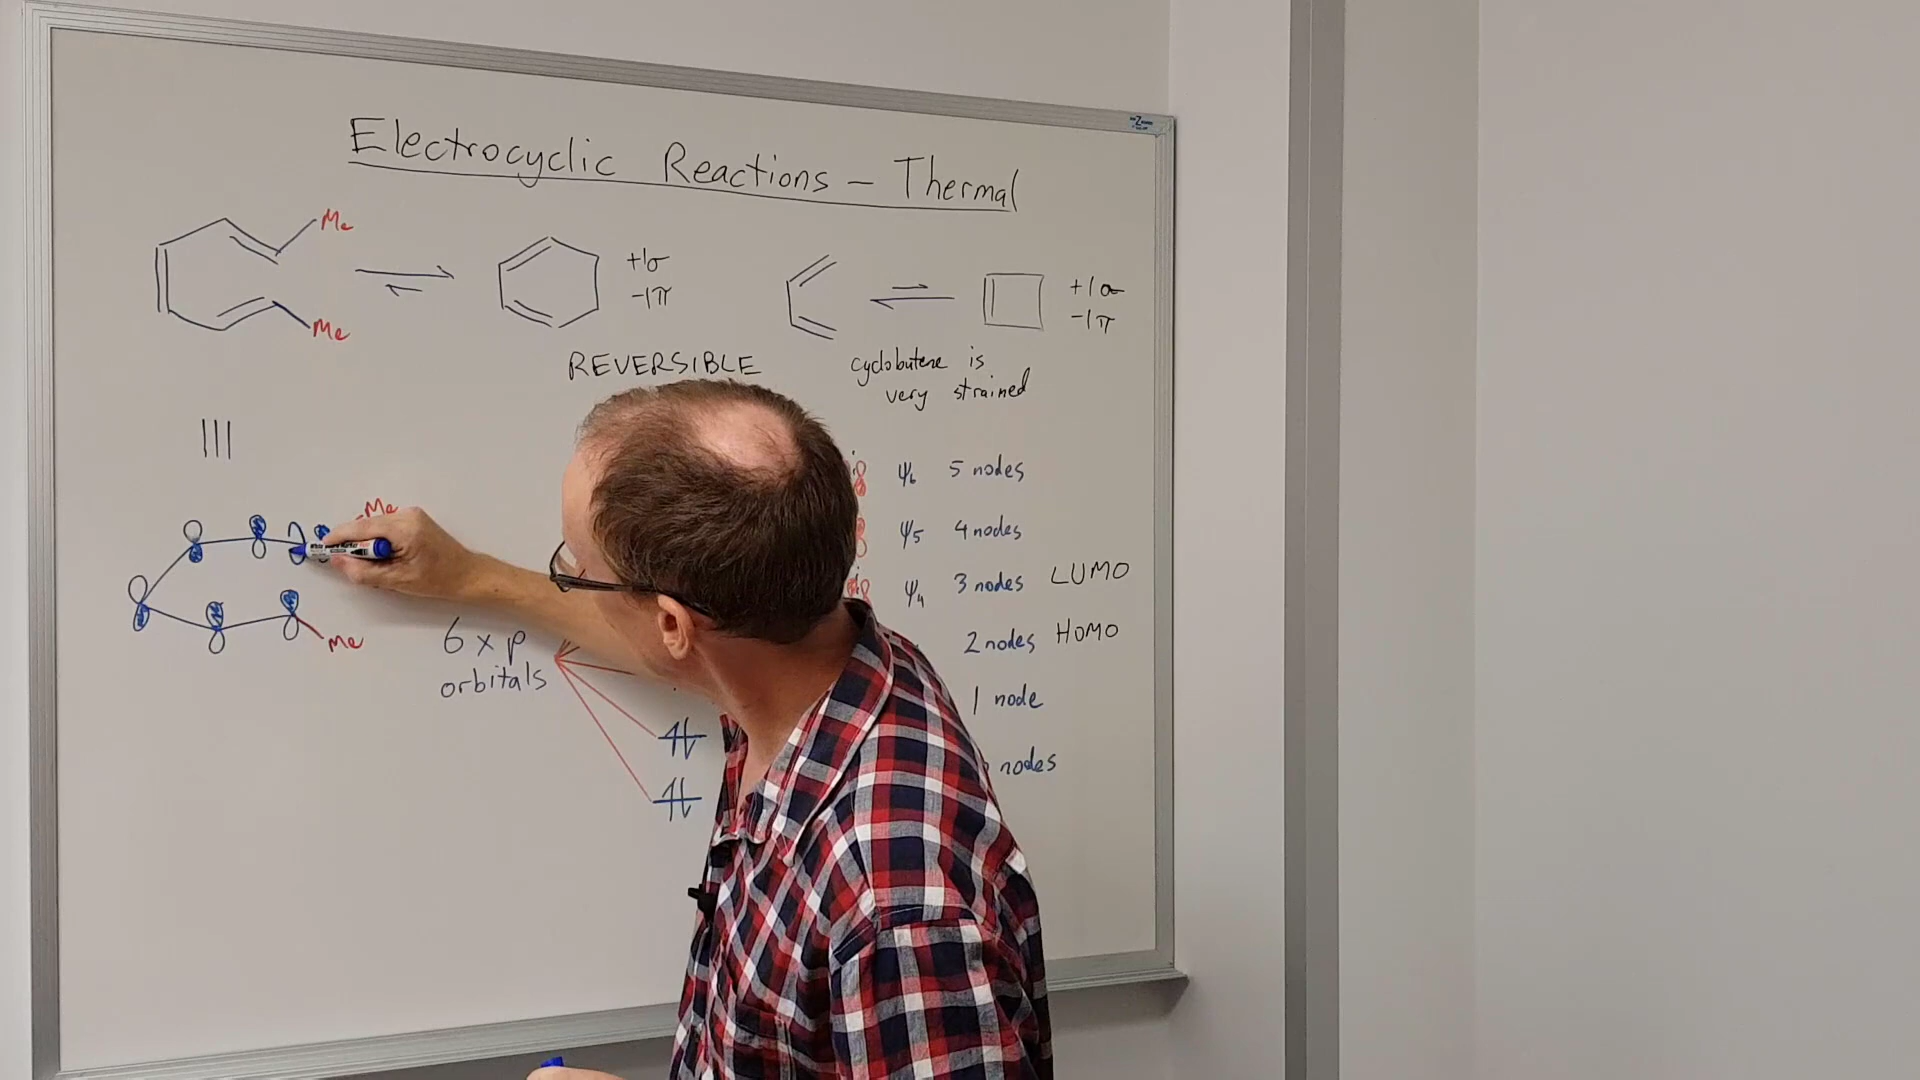 Electrocyclic Reactions – Thermal
Me
Me
+1σ
-1π
+1σ
-1π
REVERSIBLE
cyclobutene is
very strained
Me
Me
6 x p
orbitals
ψ6 5 nodes
ψ5 4 nodes
ψ4 3 nodes LUMO
2 nodes HOMO
1 node
nodes